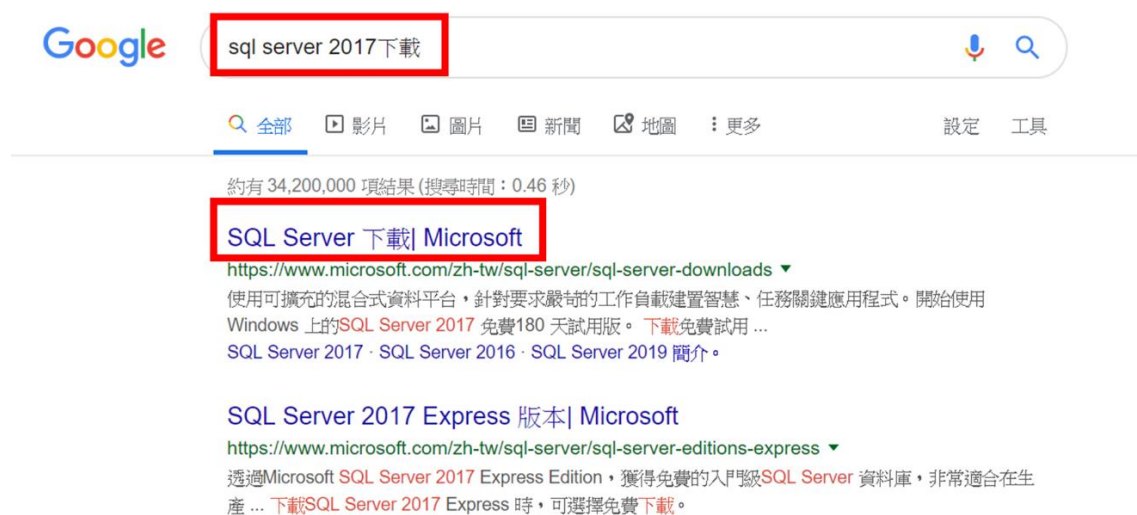 Google
sql server 2017下載
全部 影片 圖片 新聞 地圖 更多 設定 工具
約有 34,200,000 項結果 (搜尋時間：0.46 秒)
SQL Server 下載| Microsoft
https://www.microsoft.com/zh-tw/sql-server/sql-server-downloads
使用可擴充的混合式資料平台，針對要求嚴苛的工作負載建置智慧、任務關鍵應用程式。開始使用
Windows 上的SQL Server 2017 免費180 天試用版。 下載免費試用 ...
SQL Server 2017 · SQL Server 2016 · SQL Server 2019 簡介。
SQL Server 2017 Express 版本| Microsoft
https://www.microsoft.com/zh-tw/sql-server/sql-server-editions-express
透過Microsoft SQL Server 2017 Express Edition，獲得免費的入門級SQL Server 資料庫，非常適合在生
產 ... 下載SQL Server 2017 Express 時，可選擇免費下載。